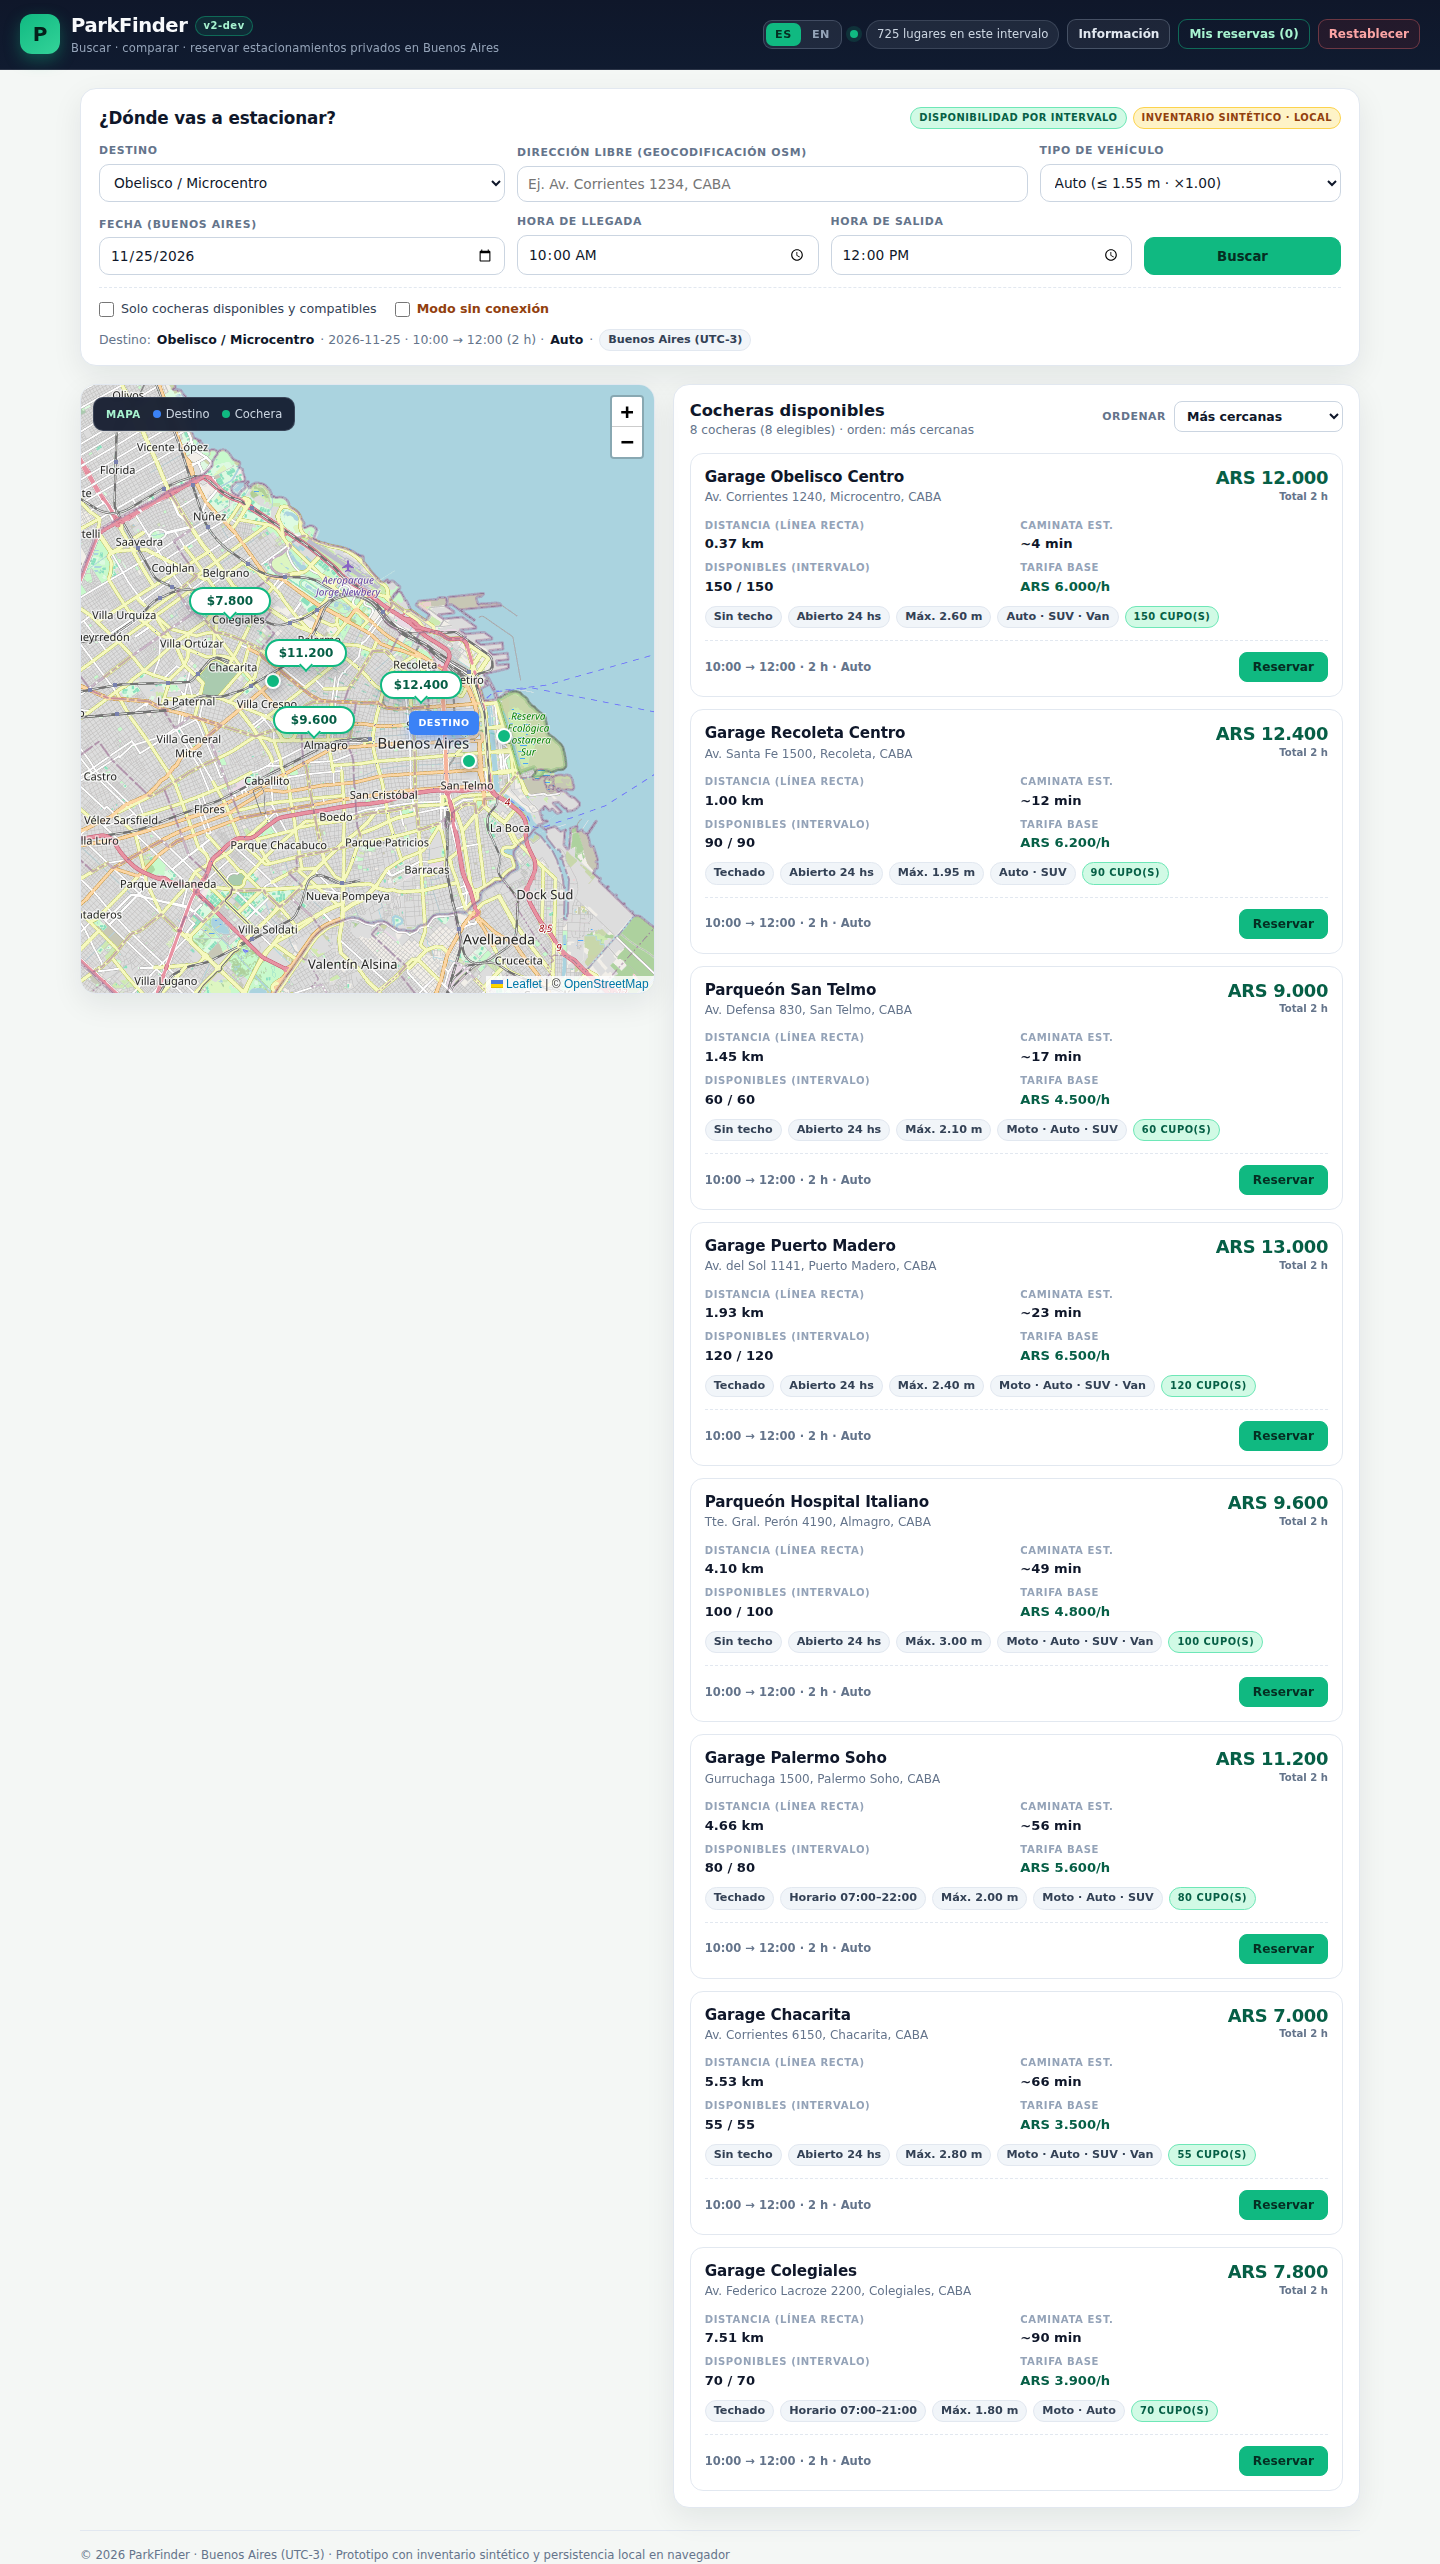 P ParkFinder v2-dev
Buscar · comparar · reservar estacionamientos privados en Buenos Aires
ES EN 725 lugares en este intervalo Información Mis reservas (0) Restablecer
¿Dónde vas a estacionar?
DISPONIBILIDAD POR INTERVALO INVENTARIO SINTÉTICO · LOCAL
DESTINO DIRECCIÓN LIBRE (GEOCODIFICACIÓN OSM) TIPO DE VEHÍCULO
Obelisco / Microcentro Ej. Av. Corrientes 1234, CABA Auto (≤ 1.55 m · ×1.00)
FECHA (BUENOS AIRES) HORA DE LLEGADA HORA DE SALIDA
11/25/2026 10:00 AM 12:00 PM Buscar
Solo cocheras disponibles y compatibles Modo sin conexión
Destino: Obelisco / Microcentro · 2026-11-25 · 10:00 → 12:00 (2 h) · Auto · Buenos Aires (UTC-3)
Olivos
MAPA Destino Cochera
+
−
Vicente López
Florida
Núñez
Saavedra
Coghlan
Belgrano
Aeroparque
Jorge Newbery
$7.800
Colegiales
Villa Urquiza
Villa Ortúzar
$11.200
Chacarita
Recoleta
$12.400
La Paternal
Villa Crespo
$9.600
DESTINO
Reserva
Ecológica
Costanera
Sur
Villa General
Mitre
Almagro
Buenos Aires
Castro
Caballito
San Cristóbal
San Telmo
4
Flores
Boedo
Vélez Sarsfield
La Boca
Parque Chacabuco
Parque Patricios
Barracas
Parque Avellaneda
Nueva Pompeya
Dock Sud
Villa Soldati
8,5
9
Avellaneda
Valentín Alsina
Crucecita
Villa Lugano
Leaflet | © OpenStreetMap
Cocheras disponibles
8 cocheras (8 elegibles) · orden: más cercanas
ORDENAR Más cercanas
Garage Obelisco Centro ARS 12.000
Av. Corrientes 1240, Microcentro, CABA Total 2 h
DISTANCIA (LÍNEA RECTA) CAMINATA EST.
0.37 km ~4 min
DISPONIBLES (INTERVALO) TARIFA BASE
150 / 150 ARS 6.000/h
Sin techo Abierto 24 hs Máx. 2.60 m Auto · SUV · Van 150 CUPO(S)
10:00 → 12:00 · 2 h · Auto Reservar
Garage Recoleta Centro ARS 12.400
Av. Santa Fe 1500, Recoleta, CABA Total 2 h
DISTANCIA (LÍNEA RECTA) CAMINATA EST.
1.00 km ~12 min
DISPONIBLES (INTERVALO) TARIFA BASE
90 / 90 ARS 6.200/h
Techado Abierto 24 hs Máx. 1.95 m Auto · SUV 90 CUPO(S)
10:00 → 12:00 · 2 h · Auto Reservar
Parqueón San Telmo ARS 9.000
Av. Defensa 830, San Telmo, CABA Total 2 h
DISTANCIA (LÍNEA RECTA) CAMINATA EST.
1.45 km ~17 min
DISPONIBLES (INTERVALO) TARIFA BASE
60 / 60 ARS 4.500/h
Sin techo Abierto 24 hs Máx. 2.10 m Moto · Auto · SUV 60 CUPO(S)
10:00 → 12:00 · 2 h · Auto Reservar
Garage Puerto Madero ARS 13.000
Av. del Sol 1141, Puerto Madero, CABA Total 2 h
DISTANCIA (LÍNEA RECTA) CAMINATA EST.
1.93 km ~23 min
DISPONIBLES (INTERVALO) TARIFA BASE
120 / 120 ARS 6.500/h
Techado Abierto 24 hs Máx. 2.40 m Moto · Auto · SUV · Van 120 CUPO(S)
10:00 → 12:00 · 2 h · Auto Reservar
Parqueón Hospital Italiano ARS 9.600
Tte. Gral. Perón 4190, Almagro, CABA Total 2 h
DISTANCIA (LÍNEA RECTA) CAMINATA EST.
4.10 km ~49 min
DISPONIBLES (INTERVALO) TARIFA BASE
100 / 100 ARS 4.800/h
Sin techo Abierto 24 hs Máx. 3.00 m Moto · Auto · SUV · Van 100 CUPO(S)
10:00 → 12:00 · 2 h · Auto Reservar
Garage Palermo Soho ARS 11.200
Gurruchaga 1500, Palermo Soho, CABA Total 2 h
DISTANCIA (LÍNEA RECTA) CAMINATA EST.
4.66 km ~56 min
DISPONIBLES (INTERVALO) TARIFA BASE
80 / 80 ARS 5.600/h
Techado Horario 07:00–22:00 Máx. 2.00 m Moto · Auto · SUV 80 CUPO(S)
10:00 → 12:00 · 2 h · Auto Reservar
Garage Chacarita ARS 7.000
Av. Corrientes 6150, Chacarita, CABA Total 2 h
DISTANCIA (LÍNEA RECTA) CAMINATA EST.
5.53 km ~66 min
DISPONIBLES (INTERVALO) TARIFA BASE
55 / 55 ARS 3.500/h
Sin techo Abierto 24 hs Máx. 2.80 m Moto · Auto · SUV · Van 55 CUPO(S)
10:00 → 12:00 · 2 h · Auto Reservar
Garage Colegiales ARS 7.800
Av. Federico Lacroze 2200, Colegiales, CABA Total 2 h
DISTANCIA (LÍNEA RECTA) CAMINATA EST.
7.51 km ~90 min
DISPONIBLES (INTERVALO) TARIFA BASE
70 / 70 ARS 3.900/h
Techado Horario 07:00–21:00 Máx. 1.80 m Moto · Auto 70 CUPO(S)
10:00 → 12:00 · 2 h · Auto Reservar
© 2026 ParkFinder · Buenos Aires (UTC-3) · Prototipo con inventario sintético y persistencia local en navegador